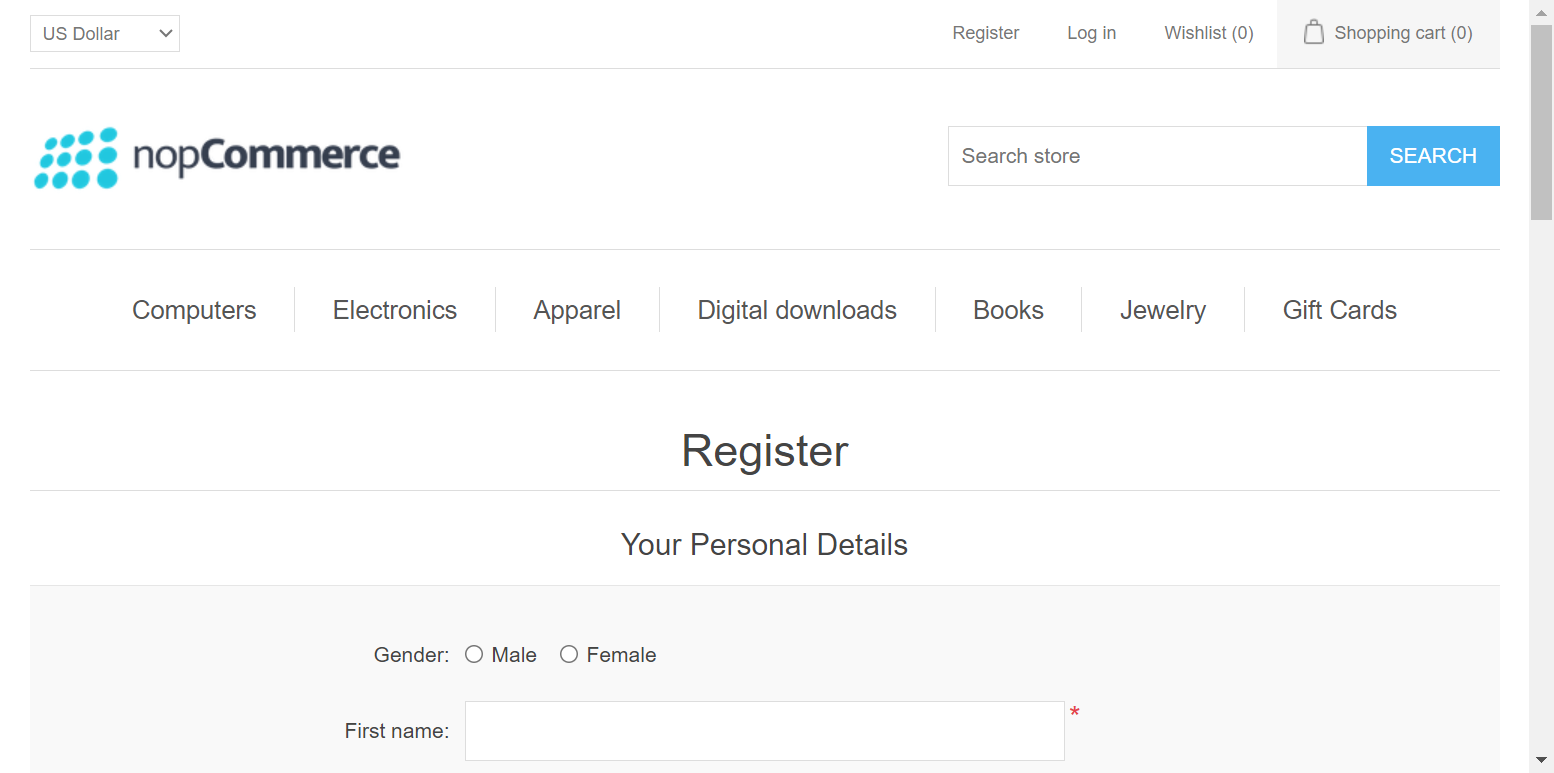 US Dollar Register Log in Wishlist (0) Shopping cart (0)
nopCommerce Search store SEARCH
Computers Electronics Apparel Digital downloads Books Jewelry Gift Cards
Register
Your Personal Details
Gender: Male Female
First name: *